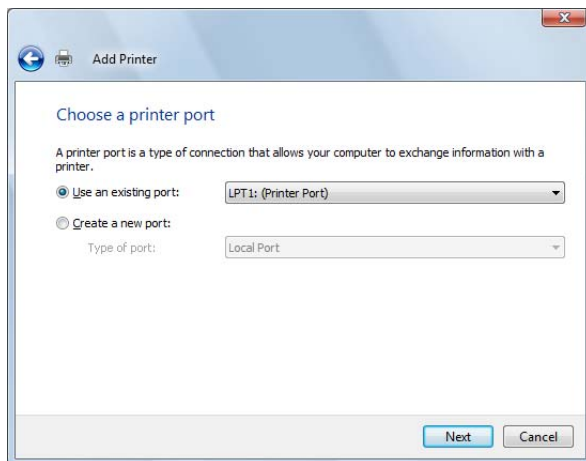 Add Printer
Choose a printer port
A printer port is a type of connection that allows your computer to exchange information with a
printer.
Use an existing port: LPT1: (Printer Port)
Create a new port:
Type of port: Local Port
Next Cancel